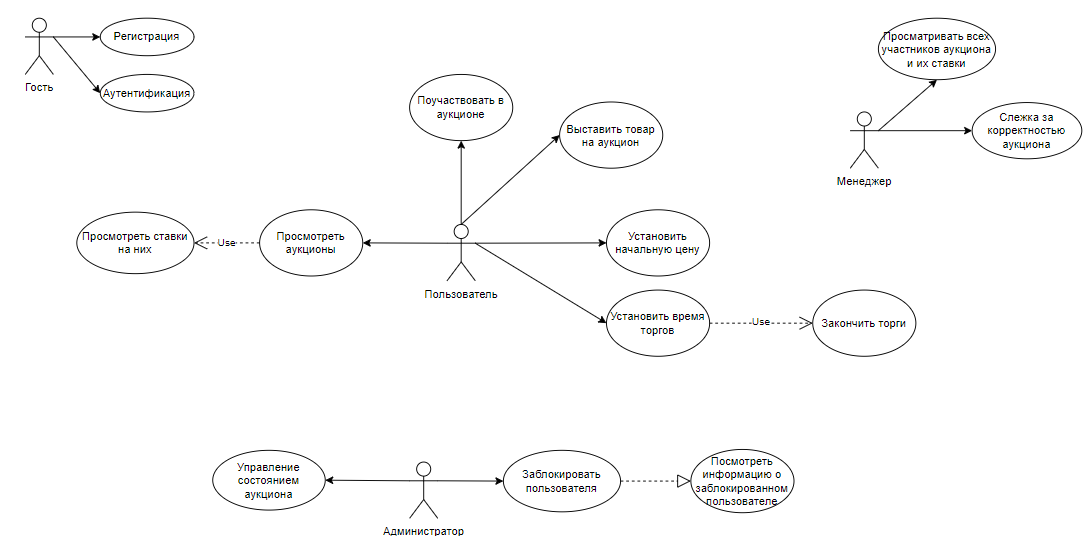 Регистрация
Гость
Аутентификация
Просматривать всех
участников аукциона
и их ставки
Слежка за
корректностью
аукциона
Менеджер
Поучаствовать в
аукционе
Выставить товар
на аукцион
Просмотреть ставки
на них
Use
Просмотреть
аукционы
Пользователь
Установить
начальную цену
Установить время
торгов
Use
Закончить торги
Управление
состоянием
аукциона
Администратор
Заблокировать
пользователя
Посмотреть
информацию о
заблокированном
пользователе